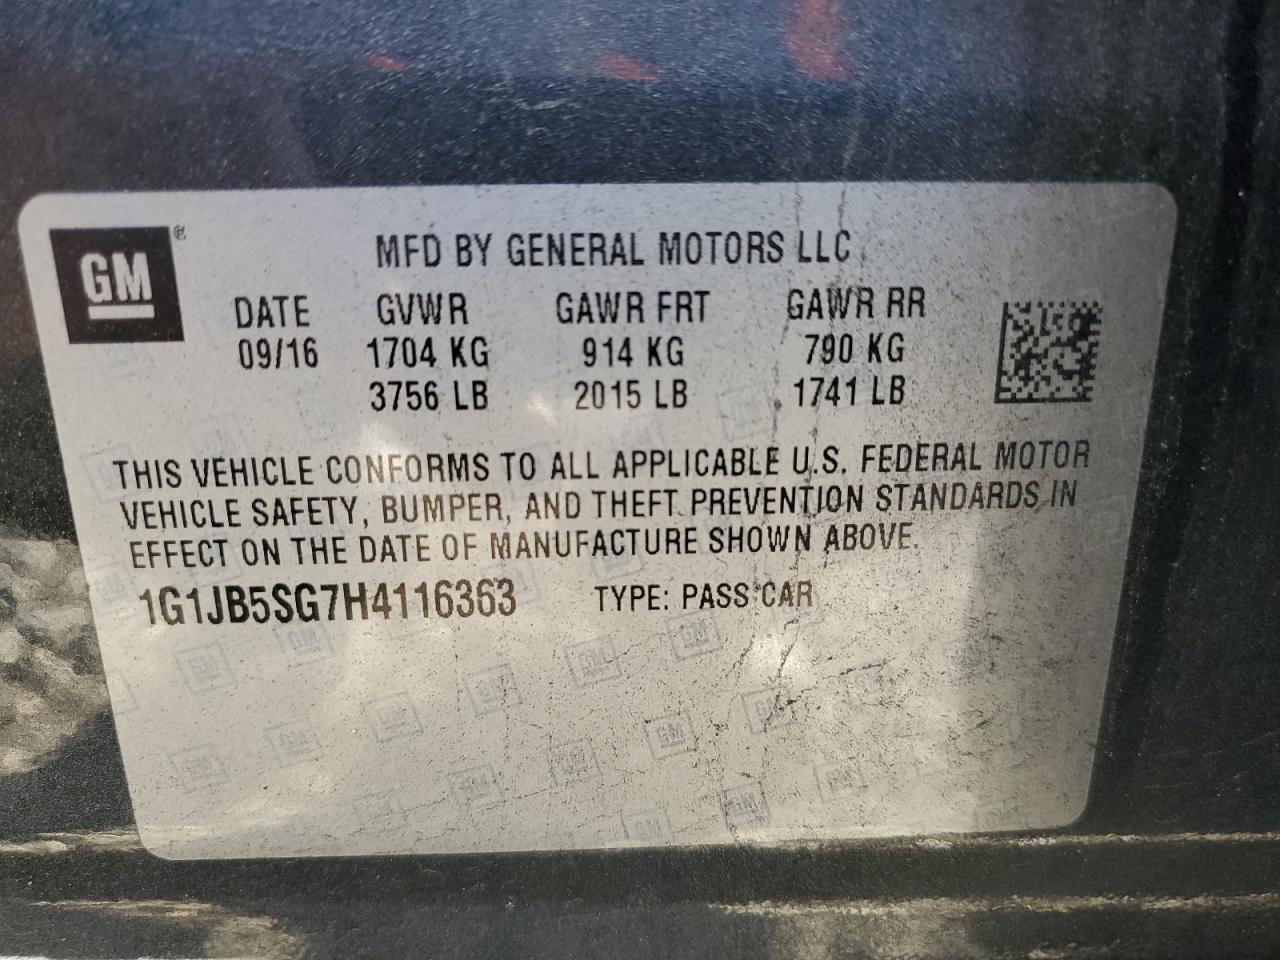 GM ®
MFD BY GENERAL MOTORS LLC
DATE GVWR GAWR FRT GAWR RR
09/16 1704 KG 914 KG 790 KG
3756 LB 2015 LB 1741 LB
THIS VEHICLE CONFORMS TO ALL APPLICABLE U.S. FEDERAL MOTOR
VEHICLE SAFETY, BUMPER, AND THEFT PREVENTION STANDARDS IN
EFFECT ON THE DATE OF MANUFACTURE SHOWN ABOVE.
1G1JB5SG7H4116363 TYPE: PASS CAR